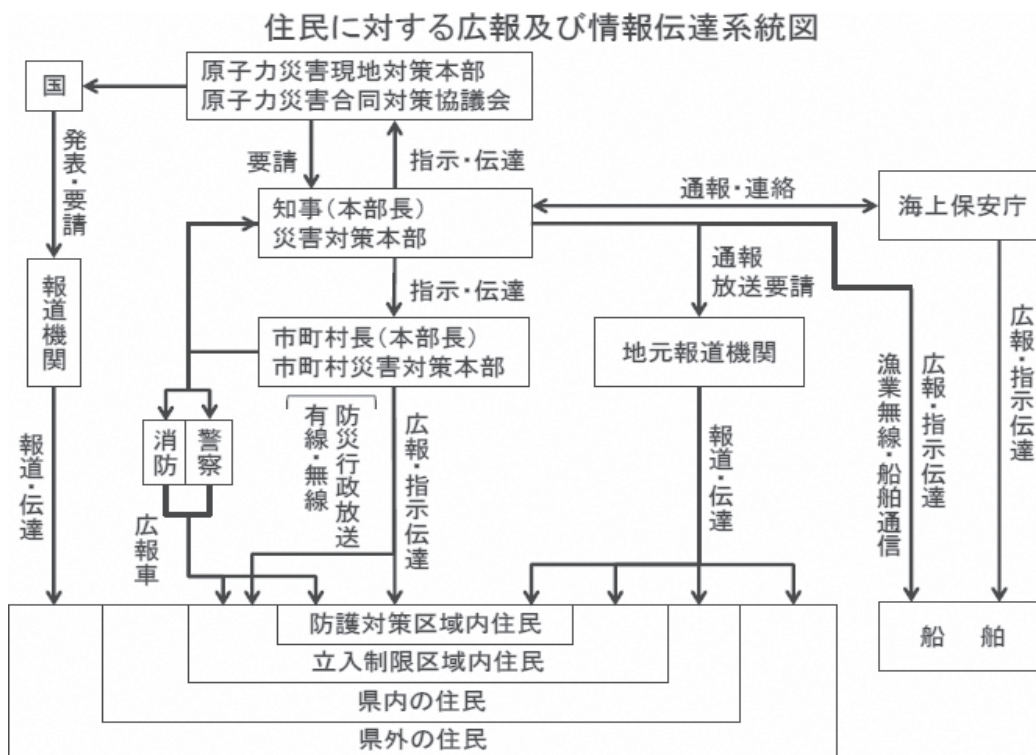 住民に対する広報及び情報伝達系統図
国
原子力災害現地対策本部
原子力災害合同対策協議会
発表・要請
要請
指示・伝達
知事(本部長)
災害対策本部
通報・連絡
海上保安庁
報道機関
指示・伝達
通報
放送要請
市町村長(本部長)
市町村災害対策本部
地元報道機関
広報・指示伝達
漁業無線・船舶通信
広報・指示伝達
消防
警察
防災行政放送
有線・無線
広報・指示伝達
報道・伝達
報道・伝達
広報車
防護対策区域内住民
立入制限区域内住民
県内の住民
県外の住民
船舶